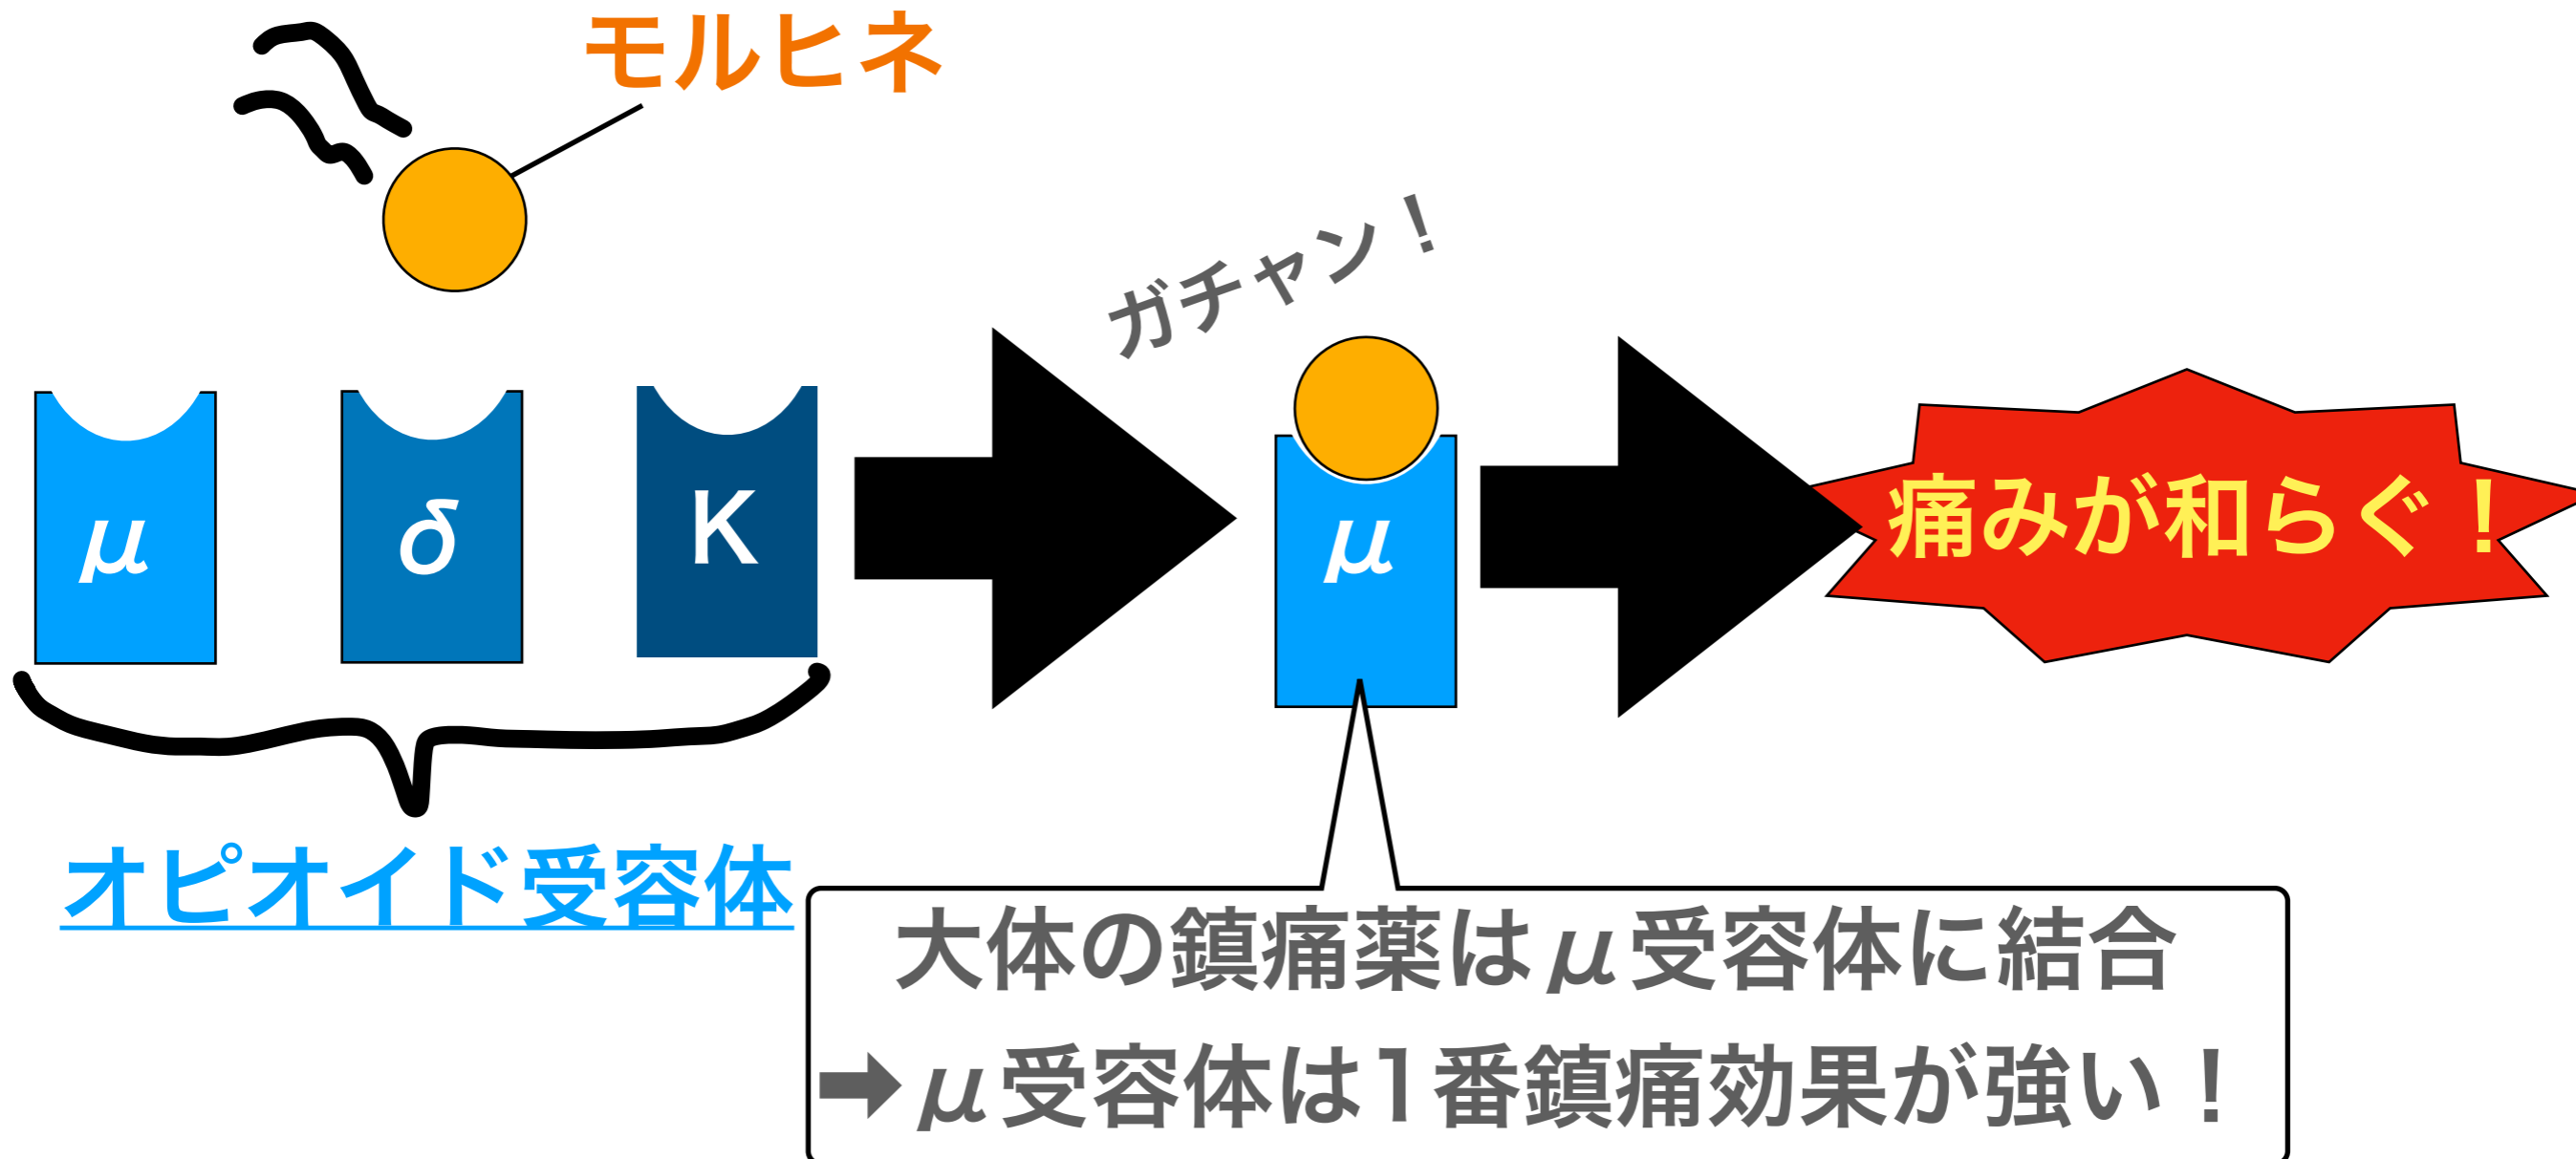 モルヒネ
ガチャン！
μ
δ
K
μ
痛みが和らぐ！
オピオイド受容体
大体の鎮痛薬はμ受容体に結合
➡μ受容体は1番鎮痛効果が強い！